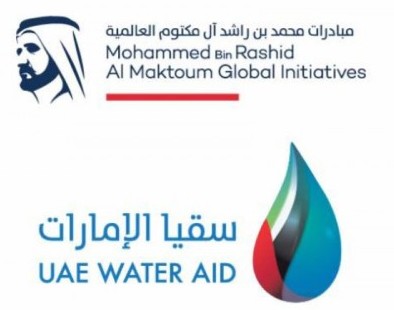 مبادرات محمد بن راشد آل مكتوم العالمية
Mohammed Bin Rashid
Al Maktoum Global Initiatives
سقيا الإمارات
UAE WATER AID